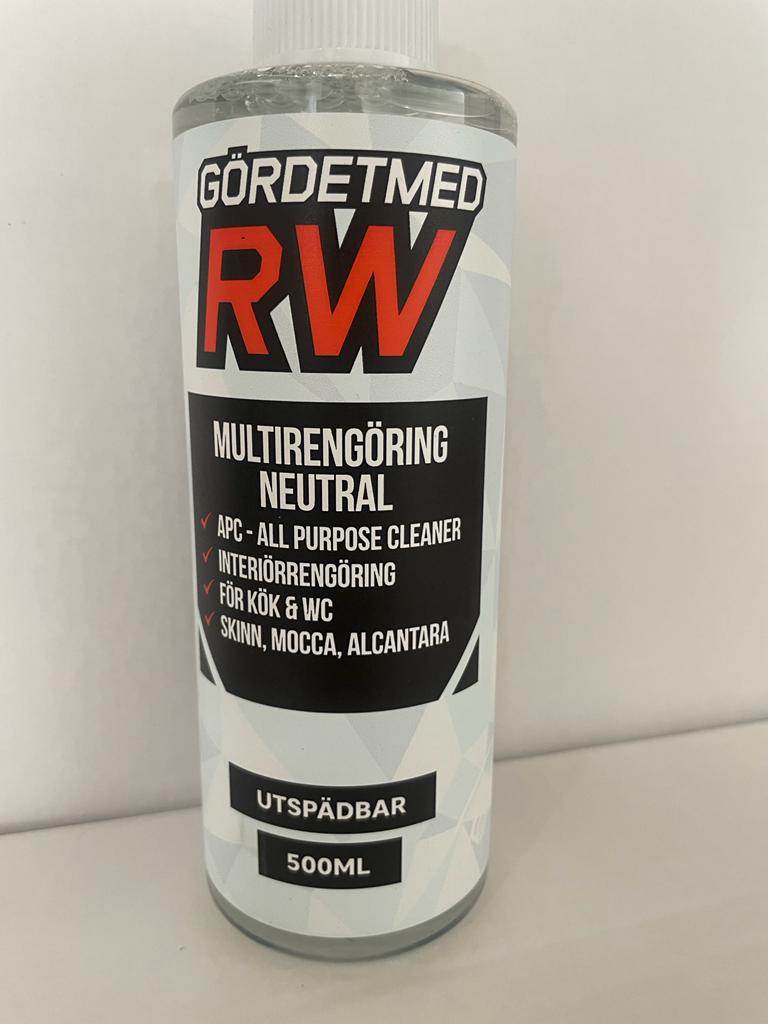 GÖRDETMED
RW
MULTIRENGÖRING
NEUTRAL
APC - ALL PURPOSE CLEANER
INTERIÖRRENGÖRING
FÖR KÖK & WC
SKINN, MOCCA, ALCANTARA
UTSPÄDBAR
500ML